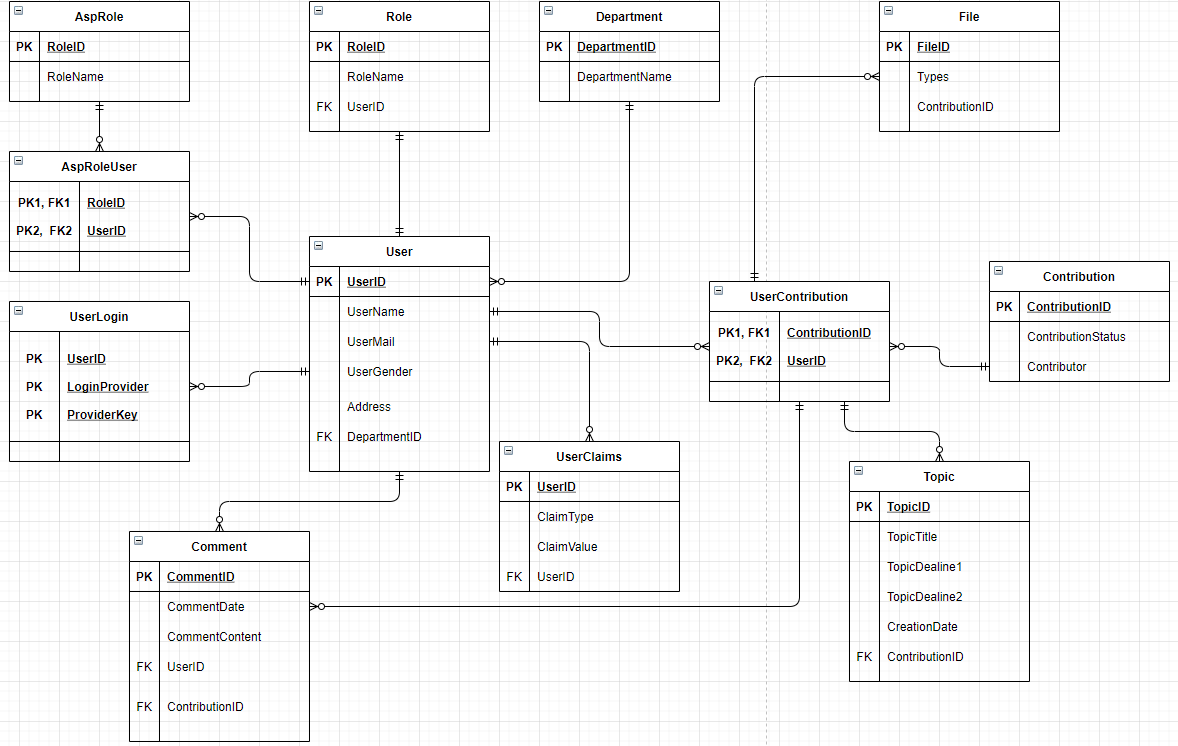 AspRole
PK RoleID
RoleName
Role
PK RoleID
RoleName
FK UserID
Department
PK DepartmentID
DepartmentName
File
PK FileID
Types
ContributionID
AspRoleUser
PK1, FK1 RoleID
PK2, FK2 UserID
User
PK UserID
UserName
UserMail
UserGender
Address
FK DepartmentID
UserContribution
PK1, FK1 ContributionID
PK2, FK2 UserID
Contribution
PK ContributionID
ContributionStatus
Contributor
UserLogin
PK UserID
PK LoginProvider
PK ProviderKey
UserClaims
PK UserID
ClaimType
ClaimValue
FK UserID
Topic
PK TopicID
TopicTitle
TopicDealine1
TopicDealine2
CreationDate
FK ContributionID
Comment
PK CommentID
CommentDate
CommentContent
FK UserID
FK ContributionID